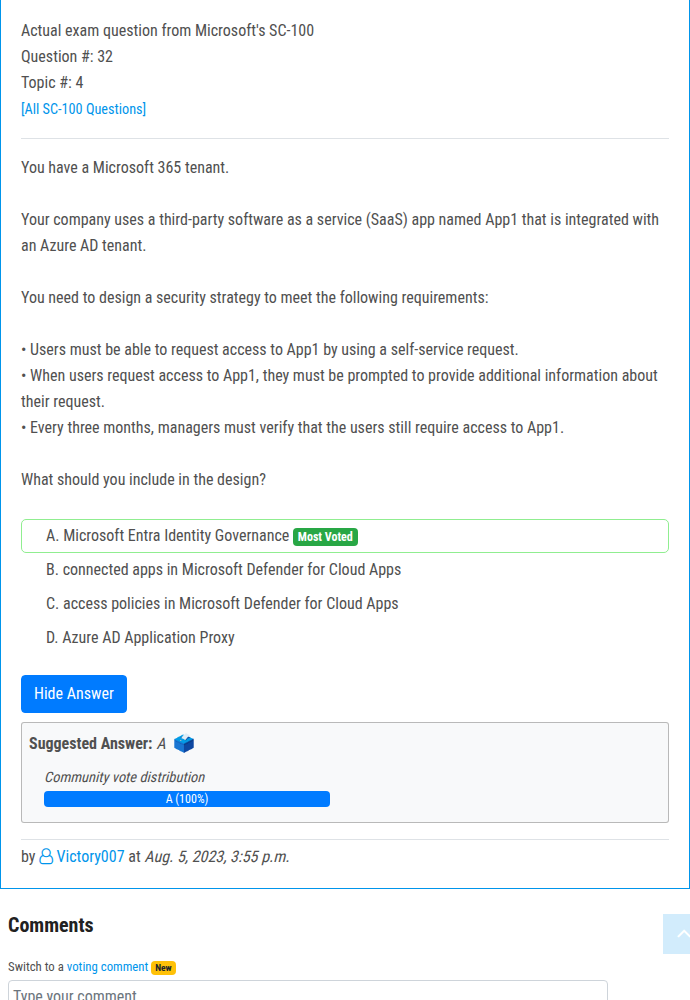 Actual exam question from Microsoft's SC-100
Question #: 32
Topic #: 4
[All SC-100 Questions]
You have a Microsoft 365 tenant.
Your company uses a third-party software as a service (SaaS) app named App1 that is integrated with
an Azure AD tenant.
You need to design a security strategy to meet the following requirements:
• Users must be able to request access to App1 by using a self-service request.
• When users request access to App1, they must be prompted to provide additional information about
their request.
• Every three months, managers must verify that the users still require access to App1.
What should you include in the design?
A. Microsoft Entra Identity Governance Most Voted
B. connected apps in Microsoft Defender for Cloud Apps
C. access policies in Microsoft Defender for Cloud Apps
D. Azure AD Application Proxy
Hide Answer
Suggested Answer: A
Community vote distribution
A (100%)
by Victory007 at Aug. 5, 2023, 3:55 p.m.
Comments
Switch to a voting comment New
Type your comment